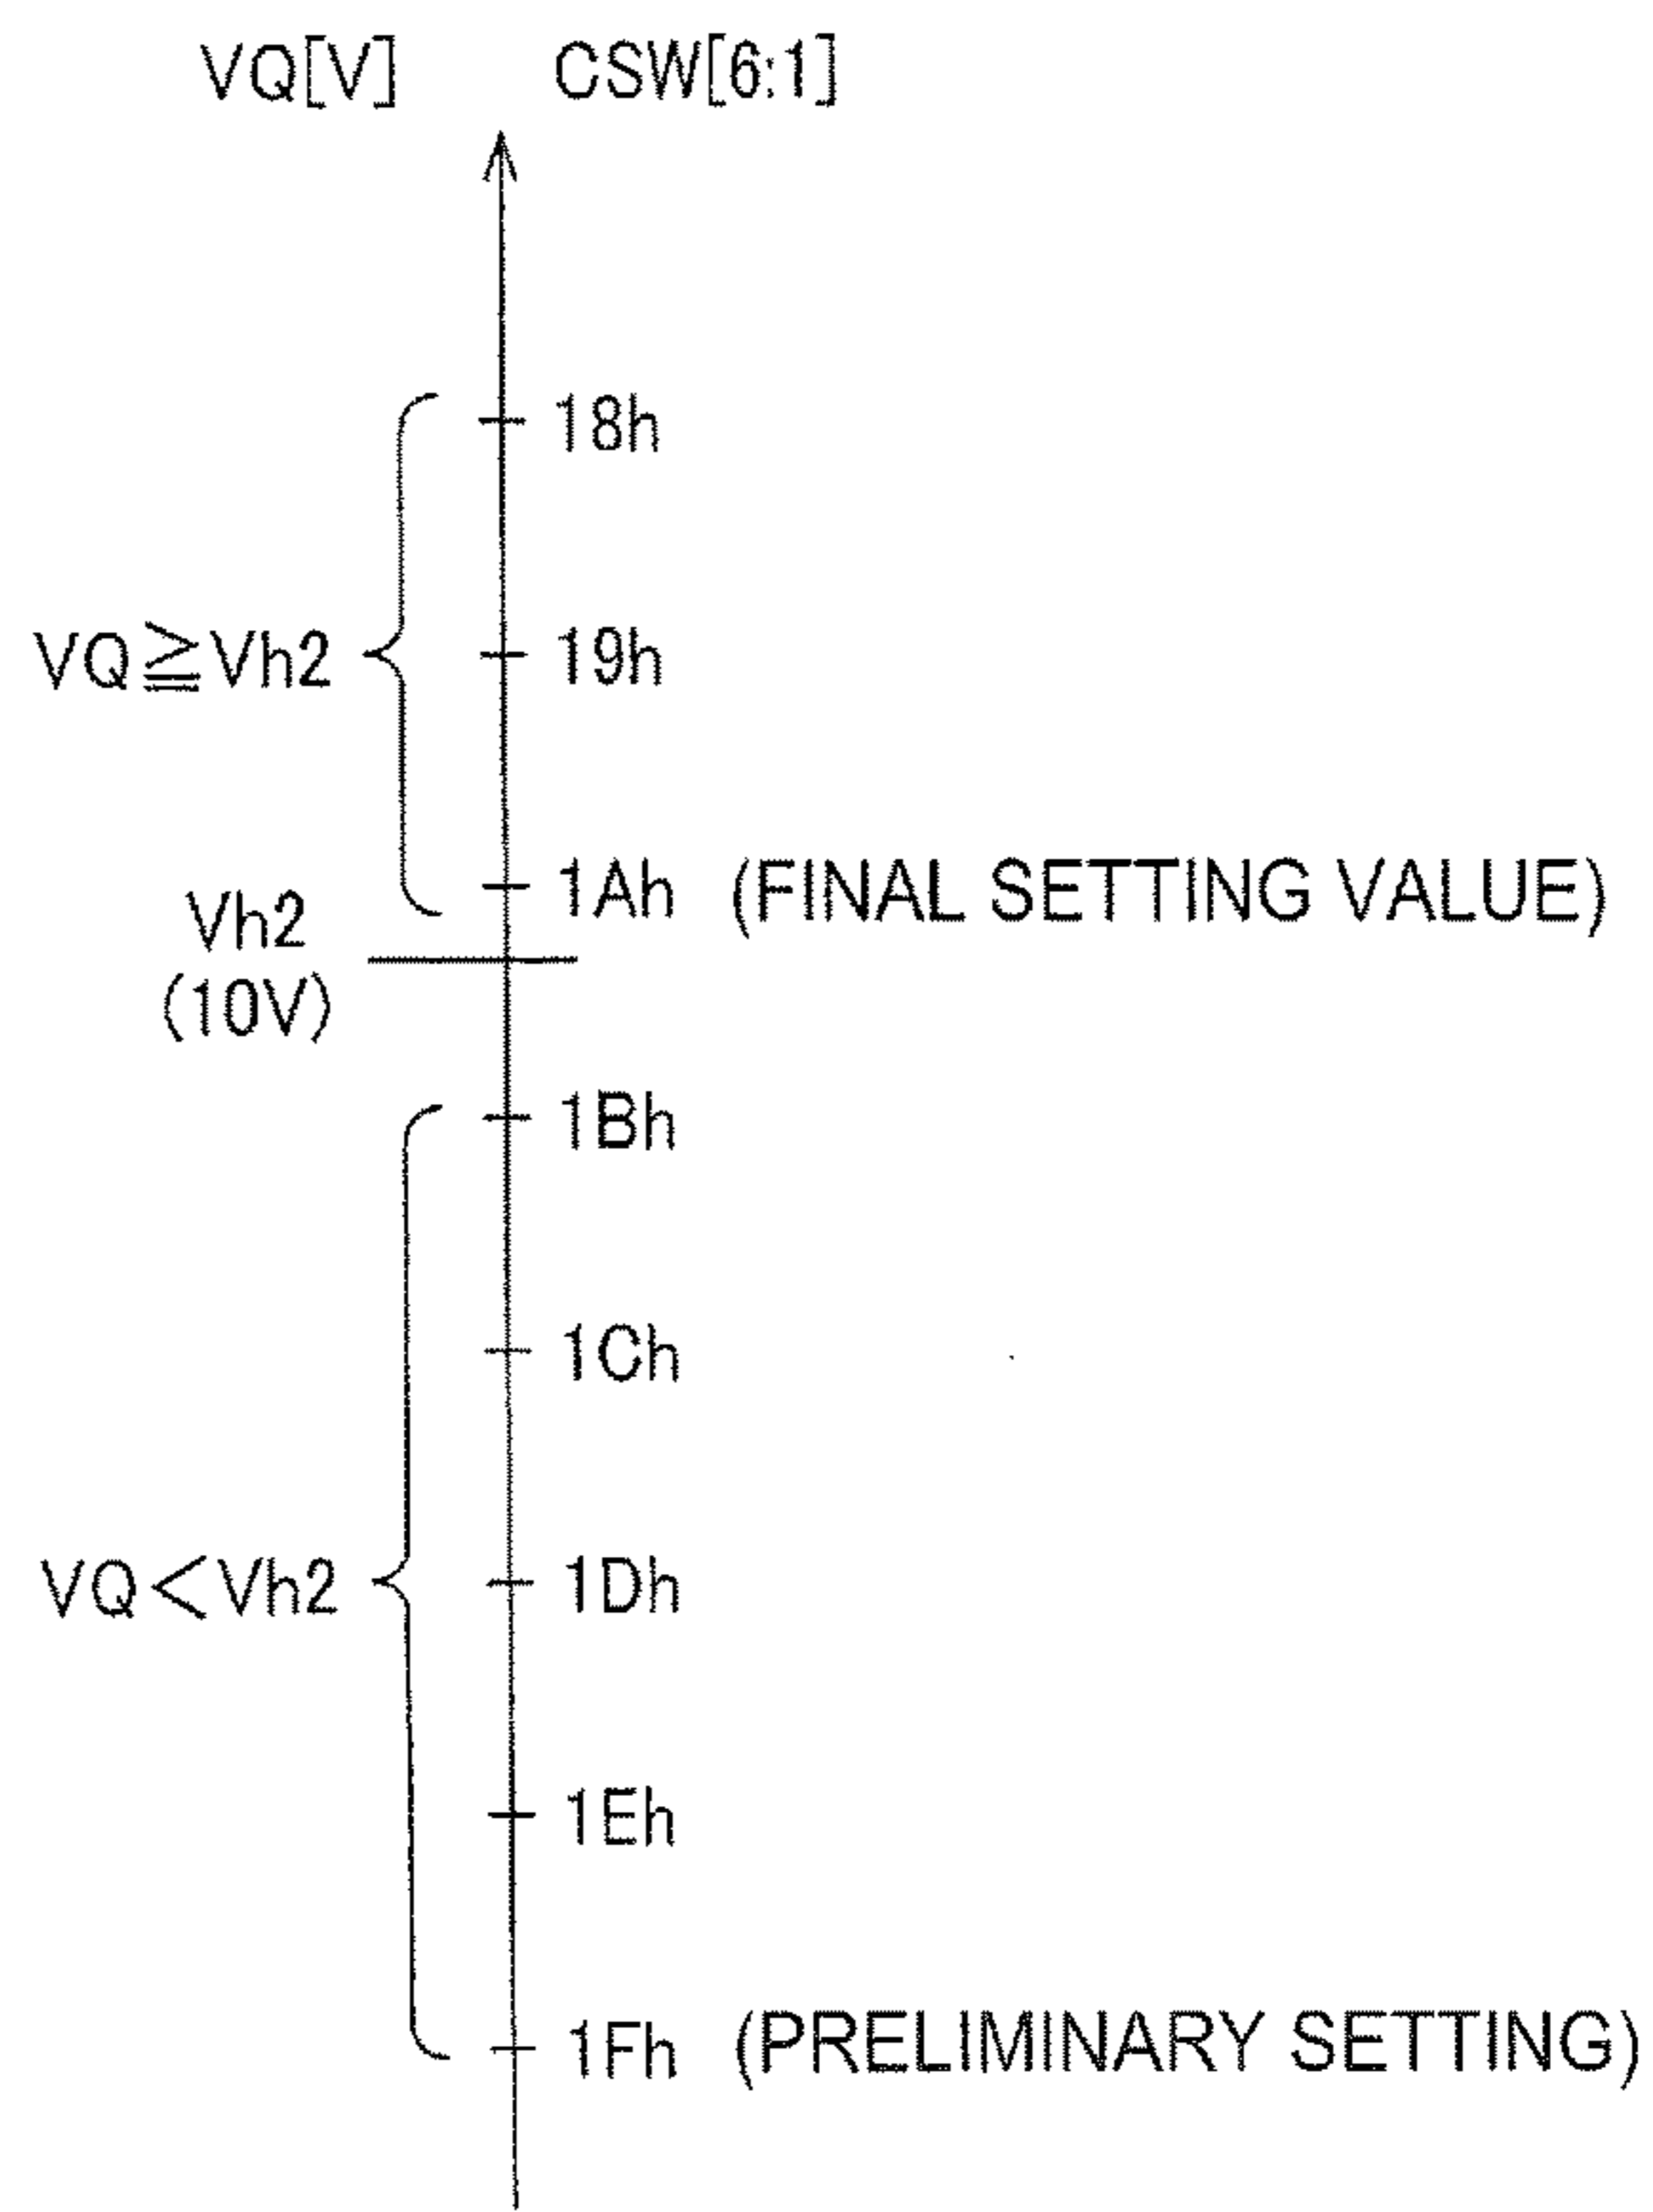 VQ[V] CSW[6:1]
18h
VQ≧Vh2 19h
1Ah (FINAL SETTING VALUE)
Vh2
(10V)
1Bh
1Ch
VQ<Vh2 1Dh
1Eh
1Fh (PRELIMINARY SETTING)